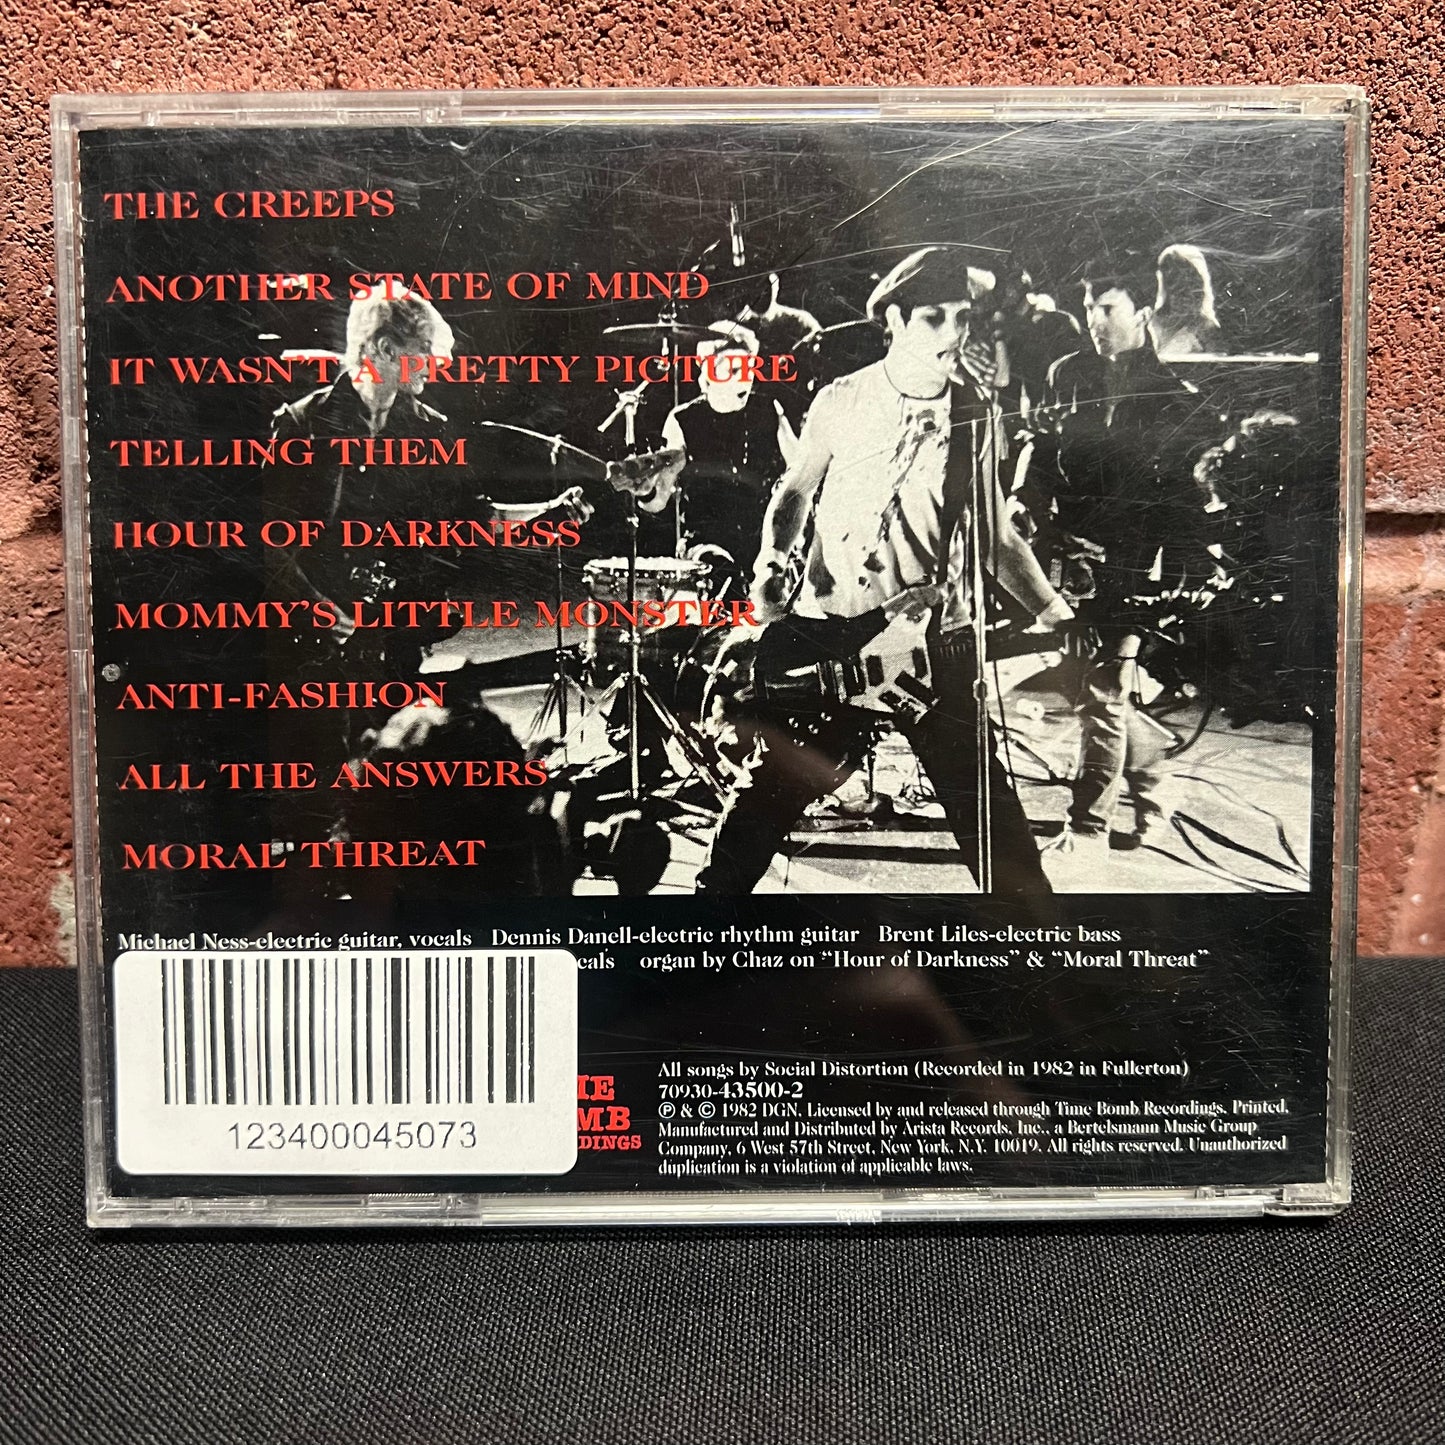 THE CREEPS
ANOTHER STATE OF MIND
IT WASN'T A PRETTY PICTURE
TELLING THEM
HOUR OF DARKNESS
MOMMY'S LITTLE MONSTER
ANTI-FASHION
ALL THE ANSWERS
MORAL THREAT
Michael Ness-electric guitar, vocals Dennis Danell-electric rhythm guitar Brent Liles-electric bass
organ by Chaz on “Hour of Darkness” & “Moral Threat”
123400045073
All songs by Social Distortion (Recorded in 1982 in Fullerton)
70930-43500-2
℗ & © 1982 DGN. Licensed by and released through Time Bomb Recordings. Printed,
Manufactured and Distributed by Arista Records, Inc., a Bertelsmann Music Group
Company, 6 West 57th Street, New York, N.Y. 10019. All rights reserved. Unauthorized
duplication is a violation of applicable laws.